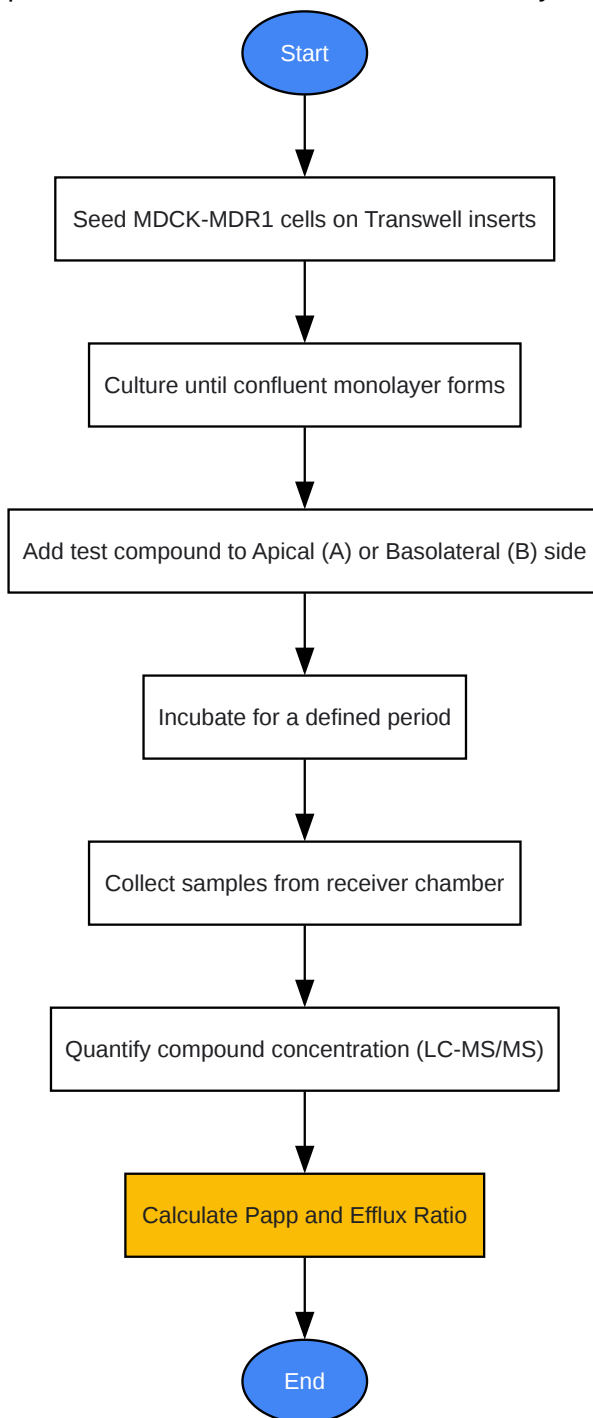 Start
Seed MDCK-MDR1 cells on Transwell inserts
Culture until confluent monolayer forms
Add test compound to Apical (A) or Basolateral (B) side
Incubate for a defined period
Collect samples from receiver chamber
Quantify compound concentration (LC-MS/MS)
Calculate Papp and Efflux Ratio
End